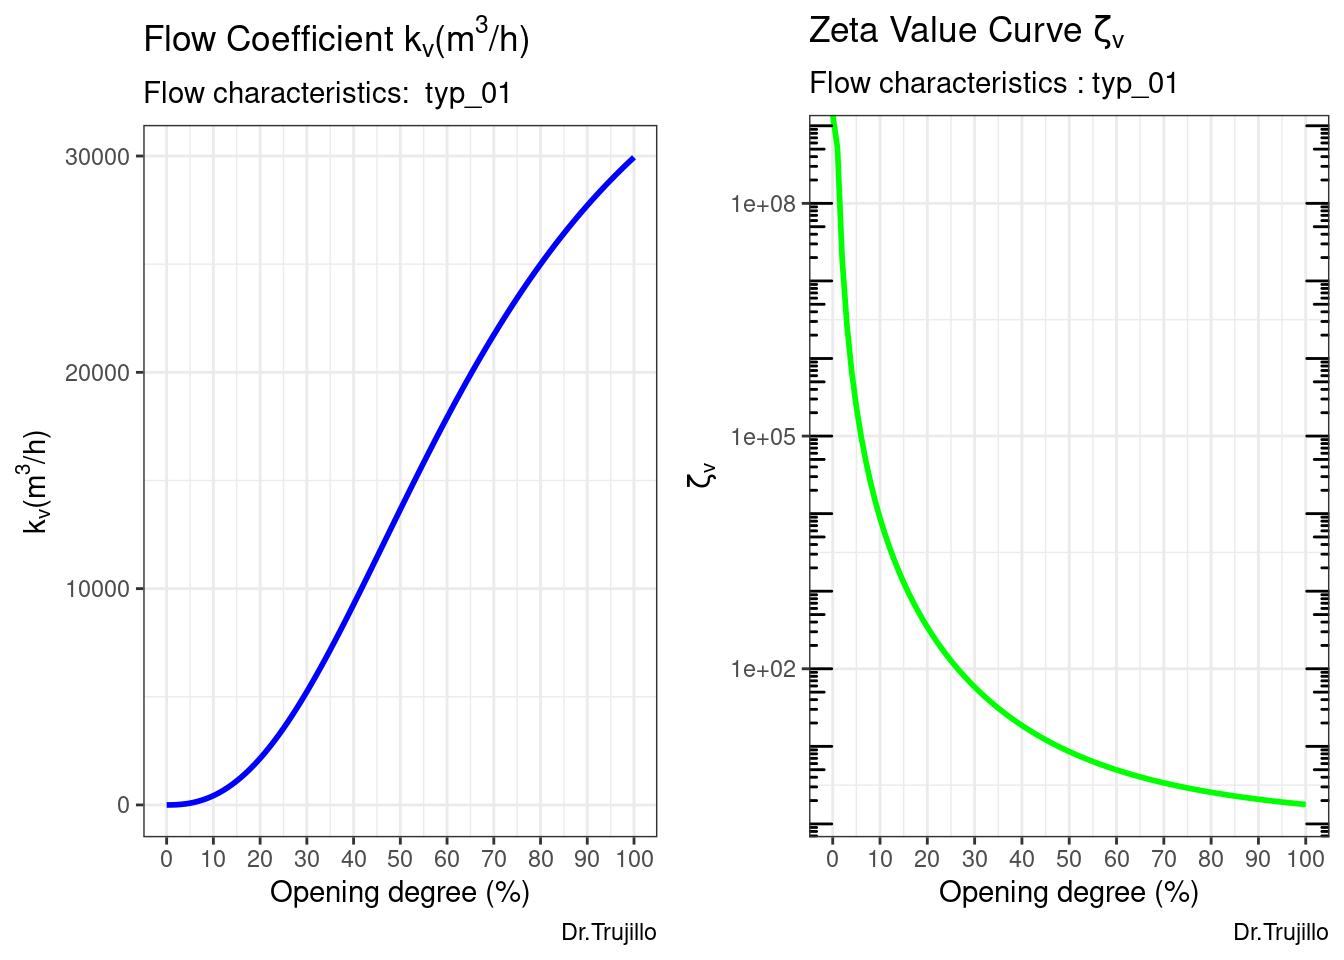 Flow Coefficient kᵥ(m³/h)
Flow characteristics:  typ_01
kᵥ(m³/h)
30000
20000
10000
0
0 10 20 30 40 50 60 70 80 90 100
Opening degree (%)
Dr.Trujillo
Zeta Value Curve ζᵥ
Flow characteristics : typ_01
ζᵥ
1e+08
1e+05
1e+02
0 10 20 30 40 50 60 70 80 90 100
Opening degree (%)
Dr.Trujillo